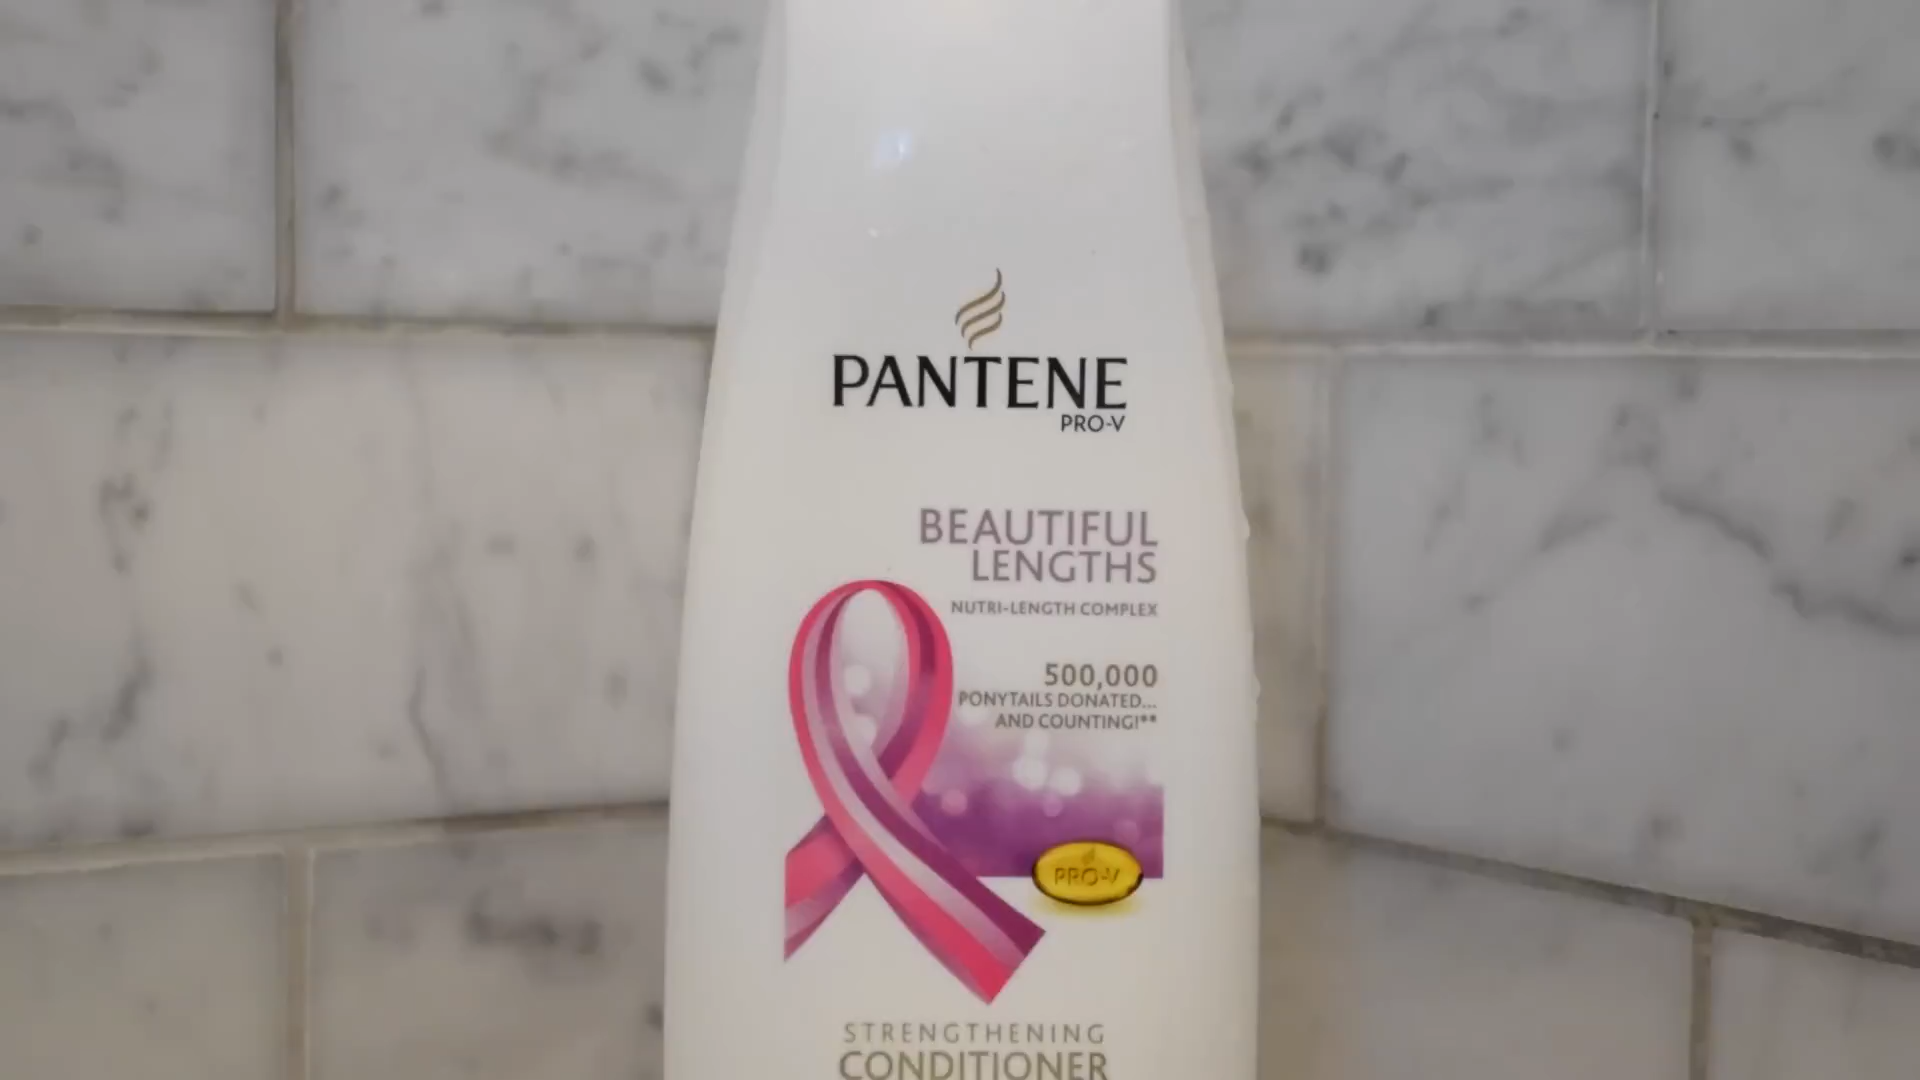 PANTENE
PRO-V
BEAUTIFUL
LENGTHS
NUTRI-LENGTH COMPLEX
500,000
PONYTAILS DONATED...
AND COUNTING!**
PRO-V
STRENGTHENING
CONDITIONER